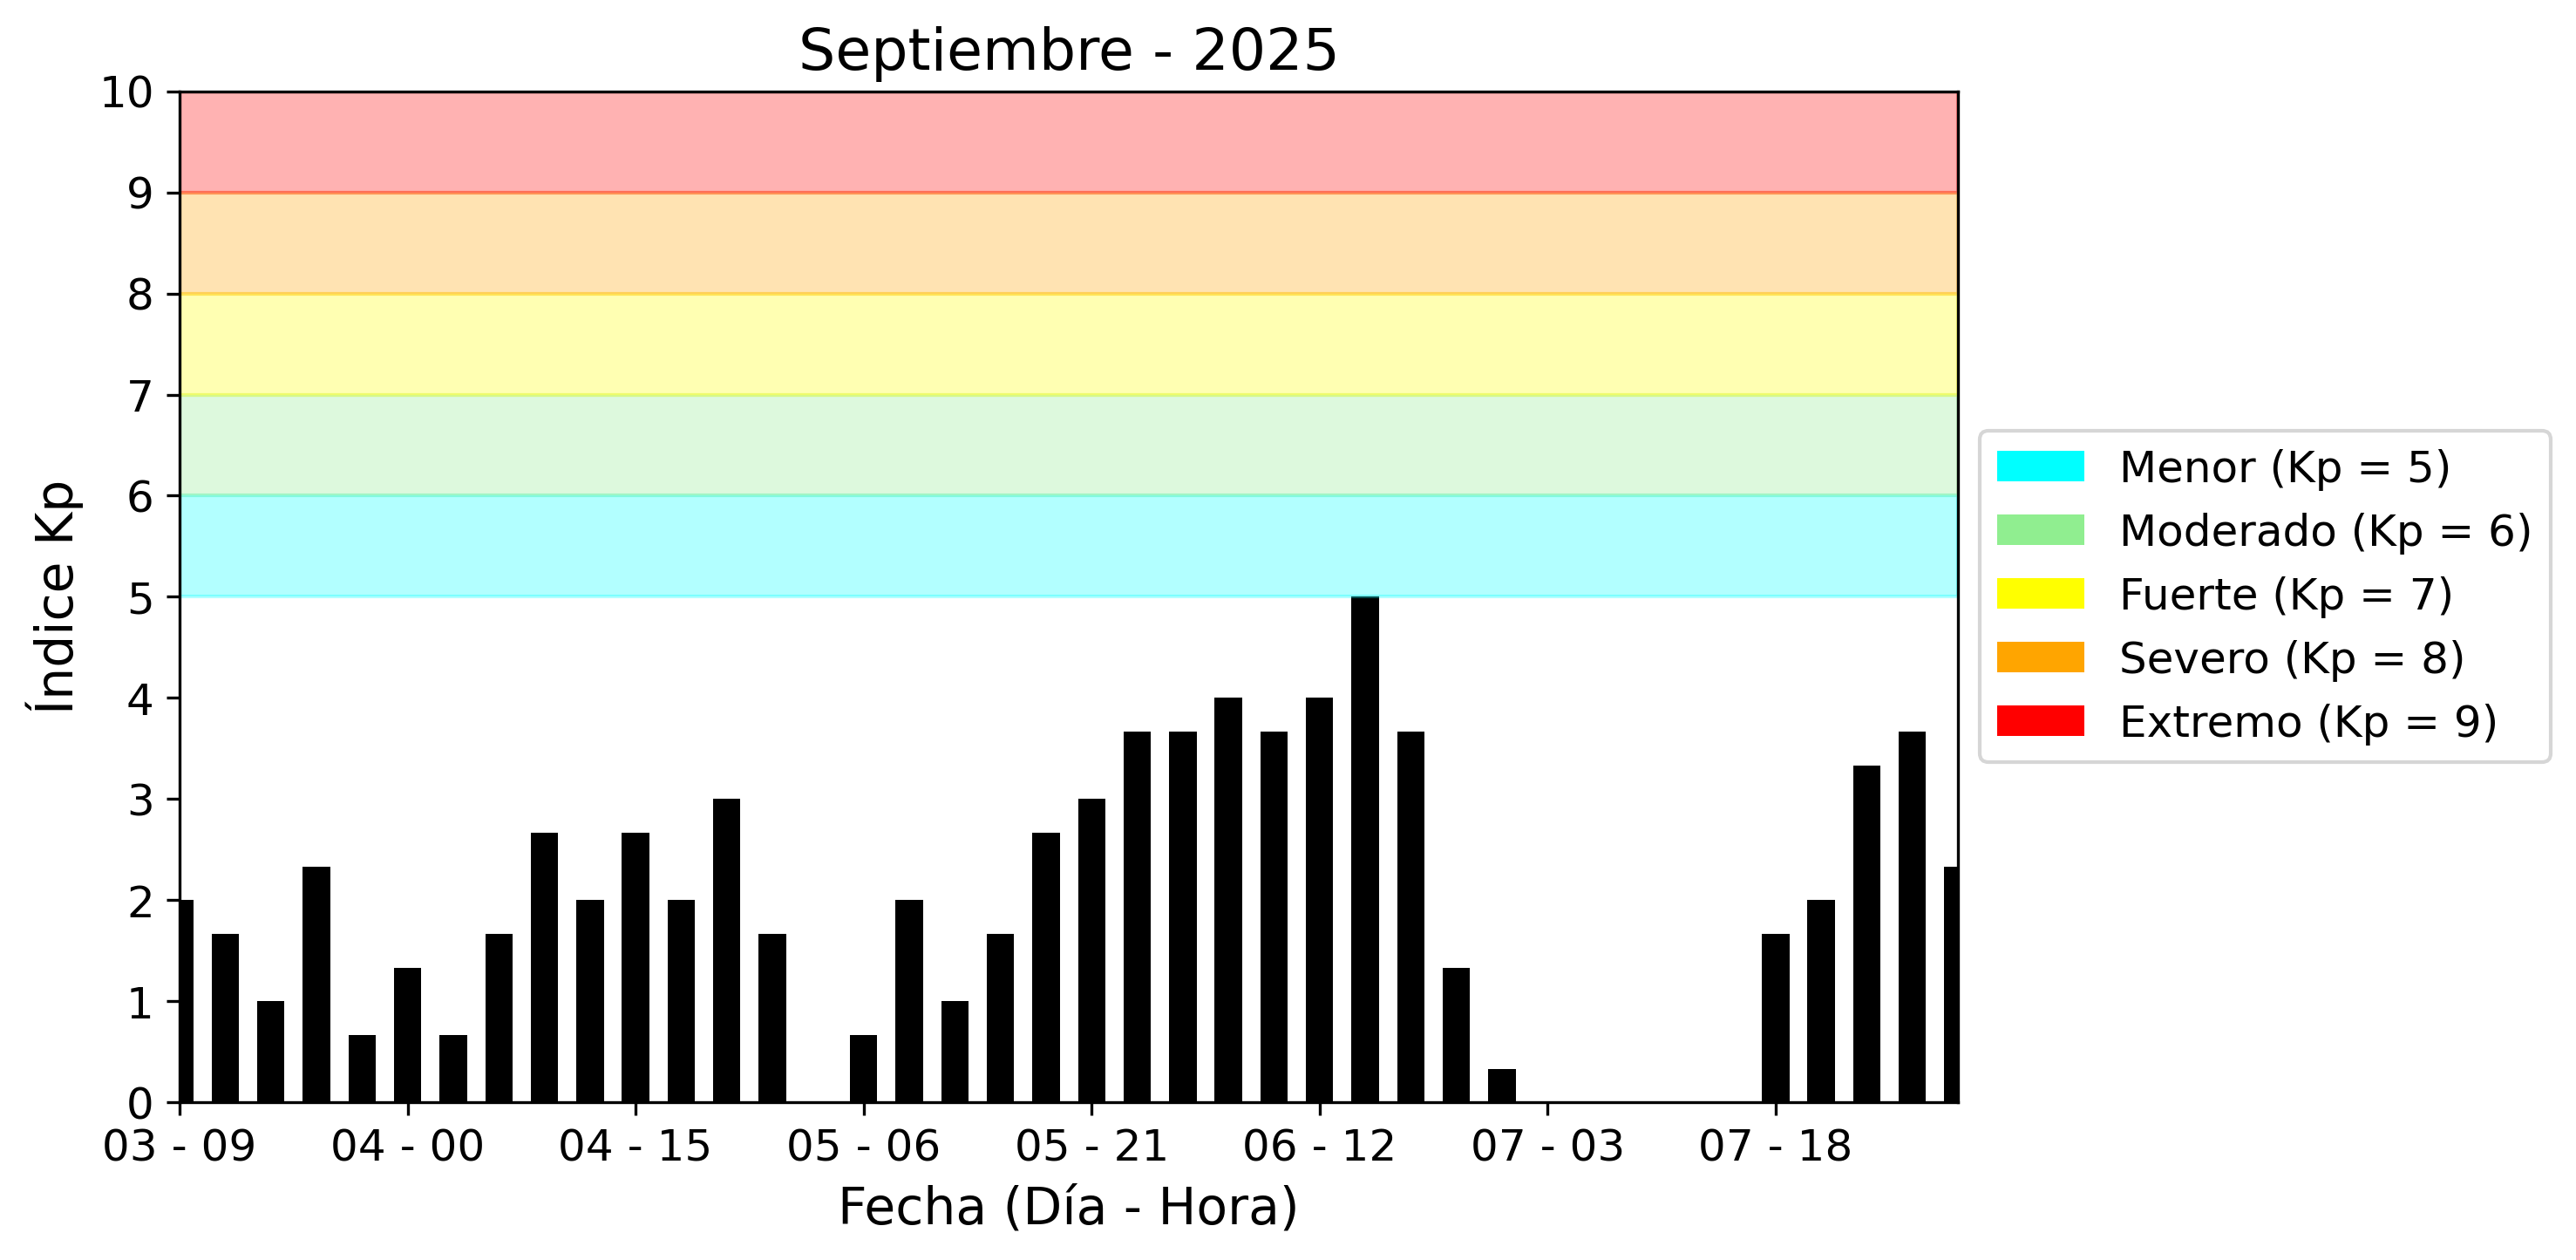 Septiembre - 2025
10
9
8
7
6
5
4
3
2
1
0
Índice Kp
03 - 09
04 - 00
04 - 15
05 - 06
05 - 21
06 - 12
07 - 03
07 - 18
Fecha (Día - Hora)
Menor (Kp = 5)
Moderado (Kp = 6)
Fuerte (Kp = 7)
Severo (Kp = 8)
Extremo (Kp = 9)